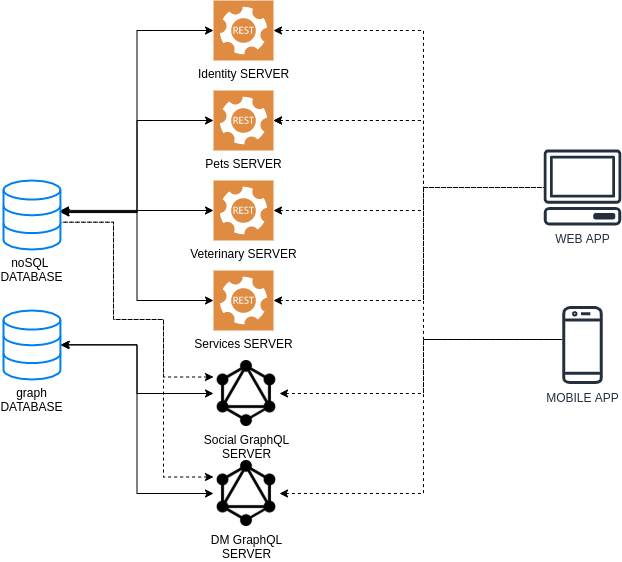 REST
Identity SERVER
REST
Pets SERVER
REST
Veterinary SERVER
WEB APP
noSQL
DATABASE
REST
Services SERVER
graph
DATABASE
MOBILE APP
Social GraphQL
SERVER
DM GraphQL
SERVER